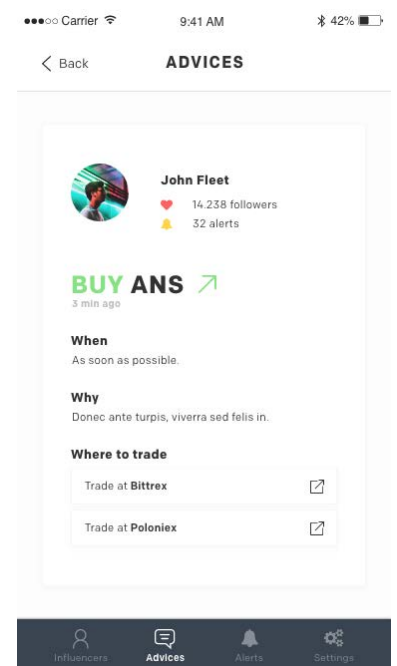 Carrier 9:41 AM 42%
Back ADVICES
John Fleet
14.238 followers
32 alerts
BUY ANS
3 min ago
When
As soon as possible.
Why
Donec ante turpis, viverra sed felis in.
Where to trade
Trade at Bittrex
Trade at Poloniex
Influencers Advices Alerts Settings